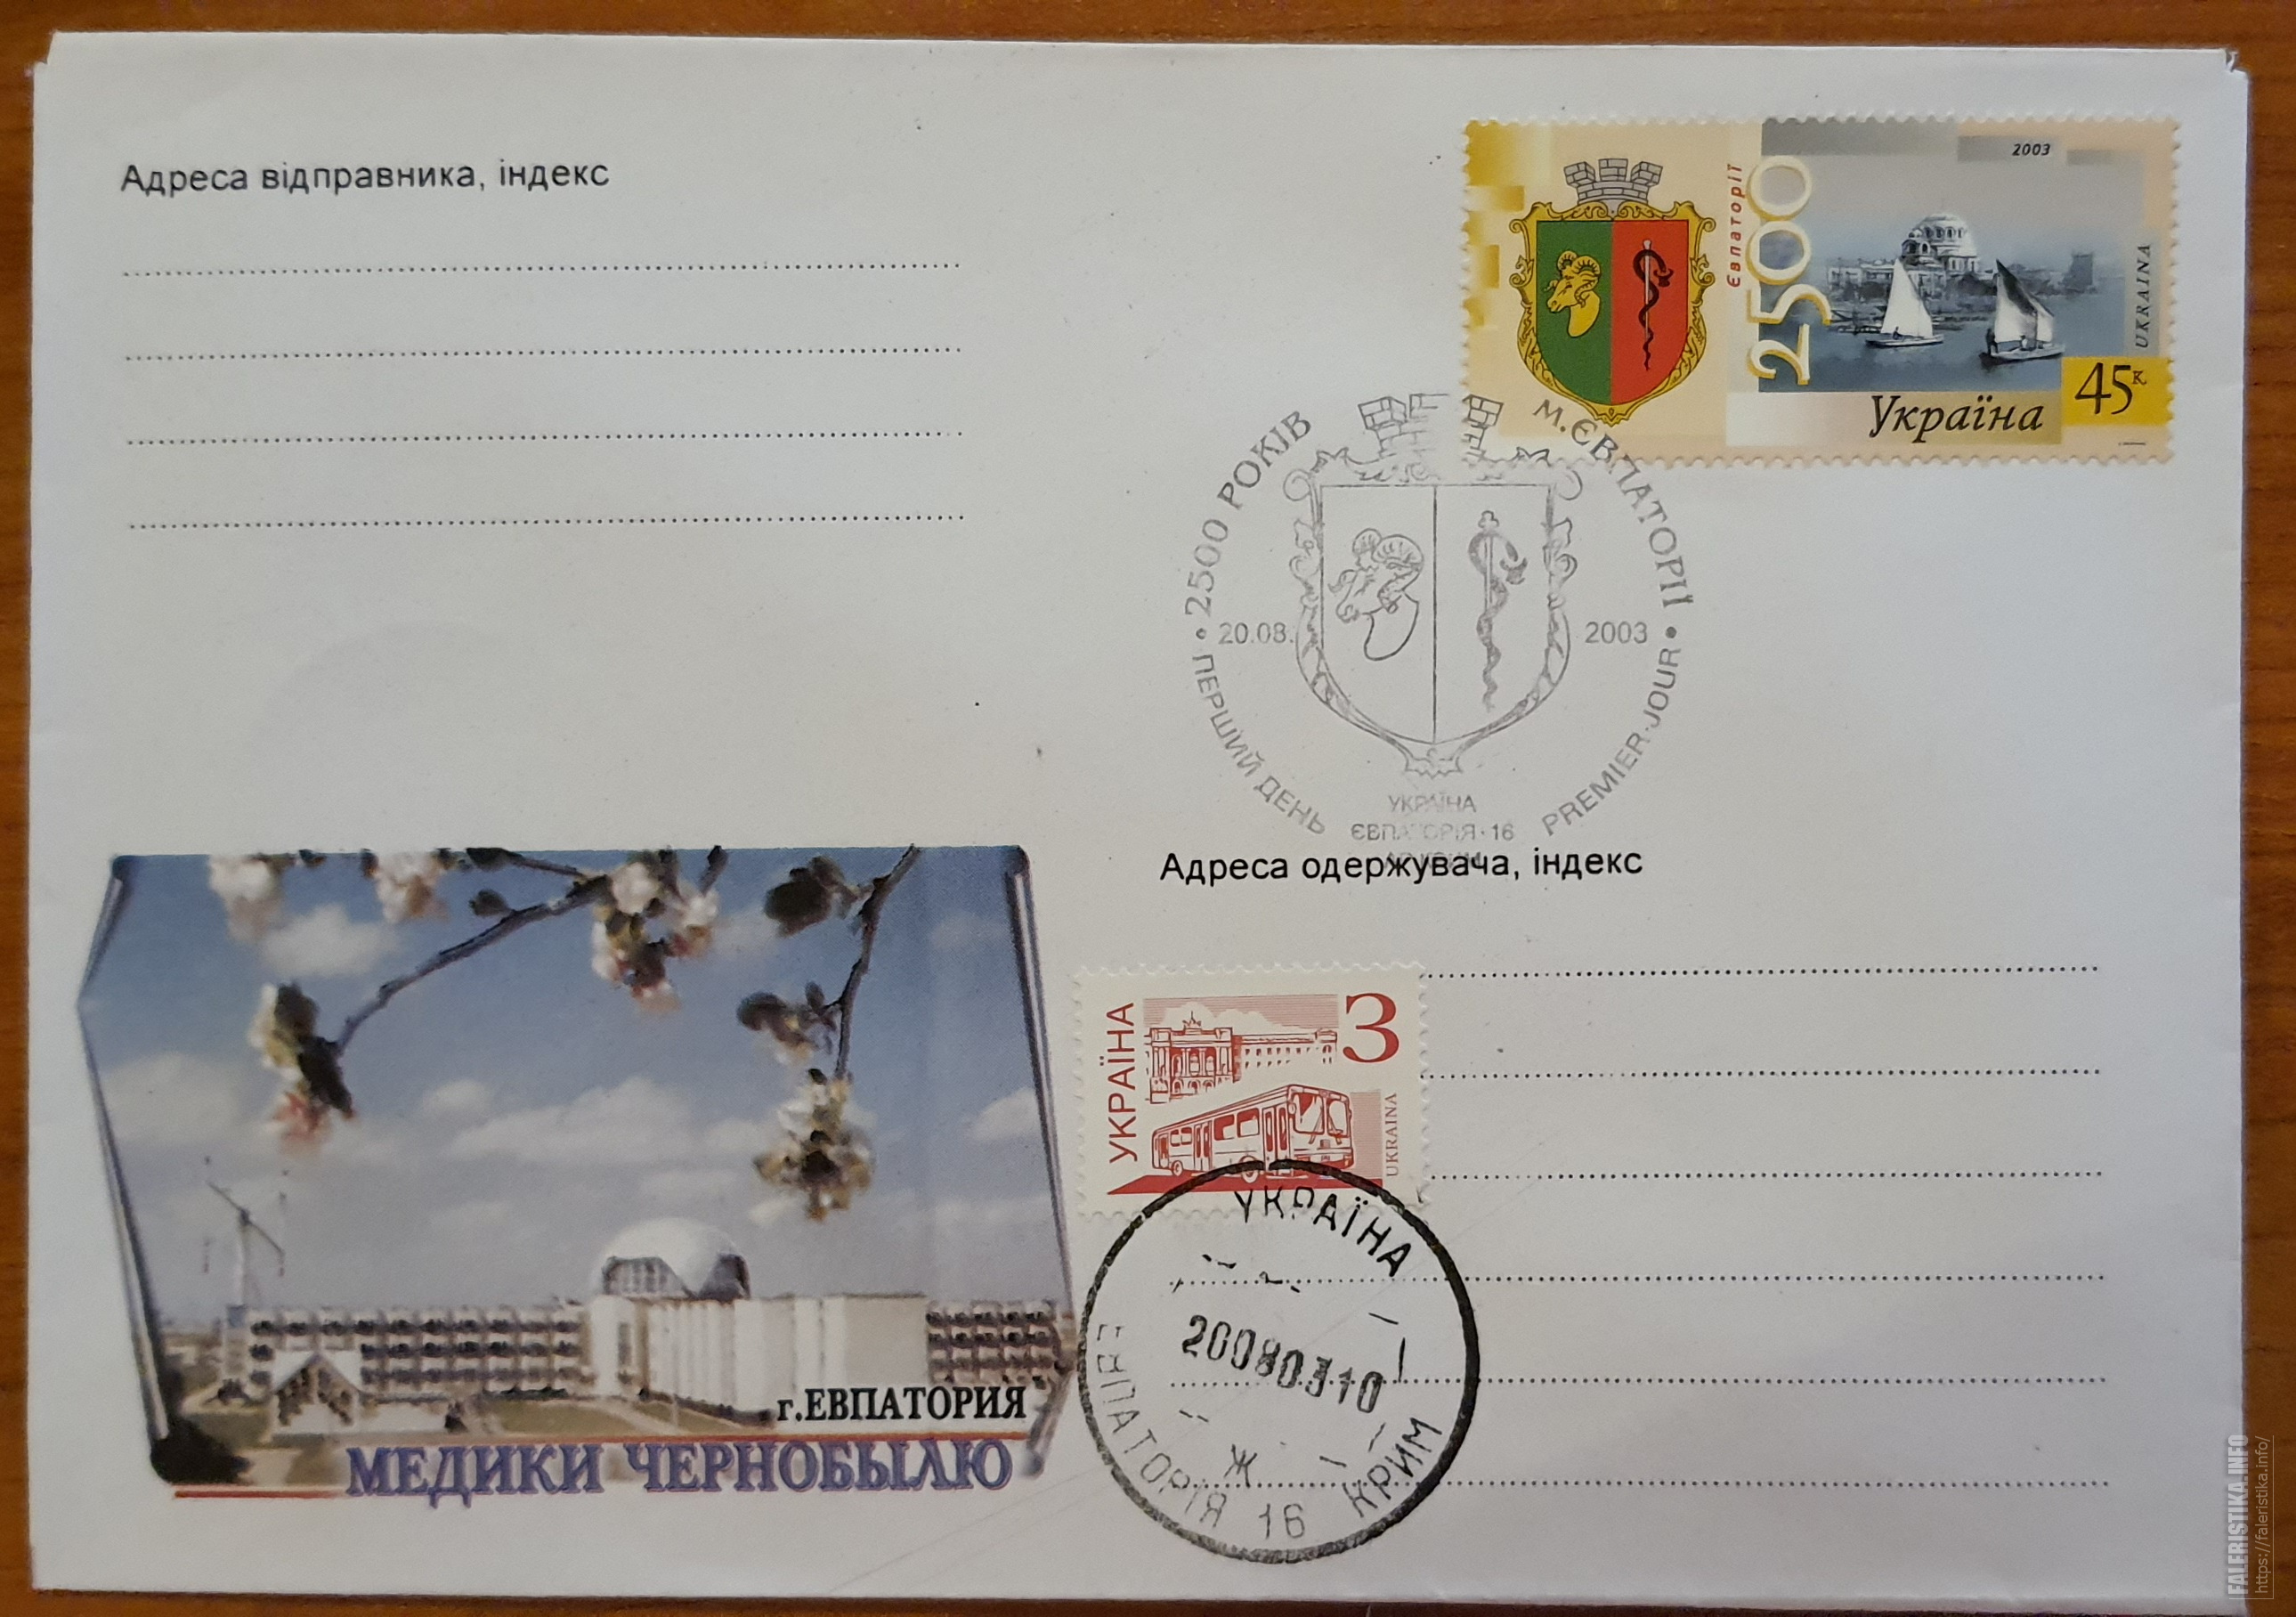 Адреса відправника, індекс
Євпаторії
2500
2003
UKRAINA
45к
Україна
• 2500 РОКІВ м. ЄВПАТОРІЇ •
20.08. 2003
ПЕРШИЙ ДЕНЬ
PREMIER·JOUR
УКРАЇНА
ЄВПАТОРІЯ·16
Адреса одержувача, індекс
УКРАЇНА
3
UKRAINA
УКРАЇНА
Ж
ЄВПАТОРІЯ 16 КРИМ
г.ЕВПАТОРИЯ
МЕДИКИ ЧЕРНОБЫЛЮ
FALERISTIKA.INFO
https://faleristika.info/